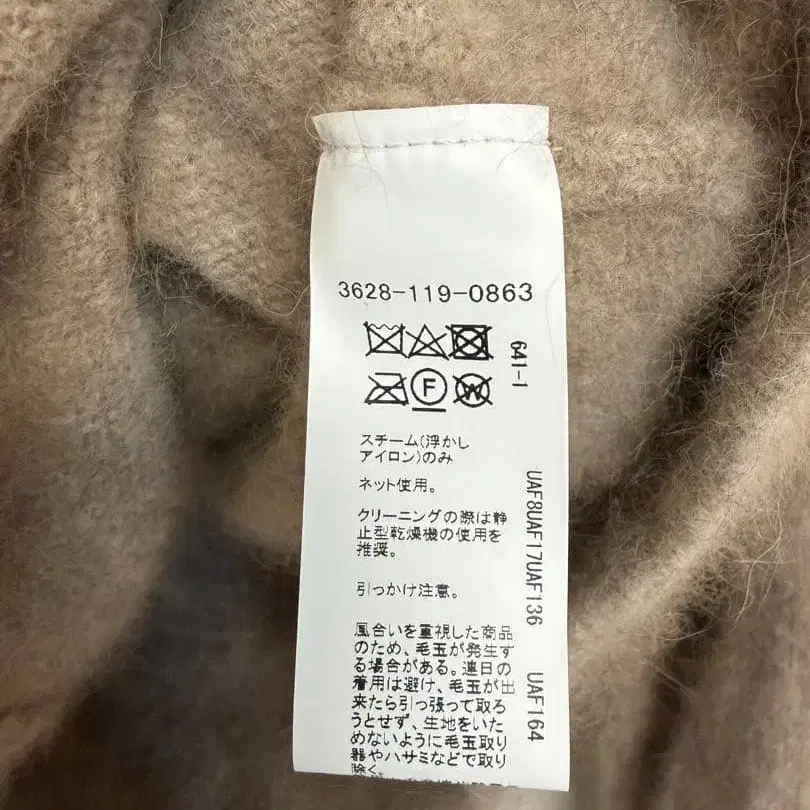 3628-119-0863
641-1
F
W
スチーム(浮かし
アイロン)のみ
ネット使用。
クリーニングの際は静
止型乾燥機の使用を
推奨。
引っかけ注意。
風合いを重視した商品
のため、毛玉が発生す
る場合がある。連日の
着用は避け、毛玉が出
来たら引っ張って取ろ
うとせず、生地をいた
めないように毛玉取り
器やハサミなどで取り
除く。
UAF8UAF17UAF136 UAF164